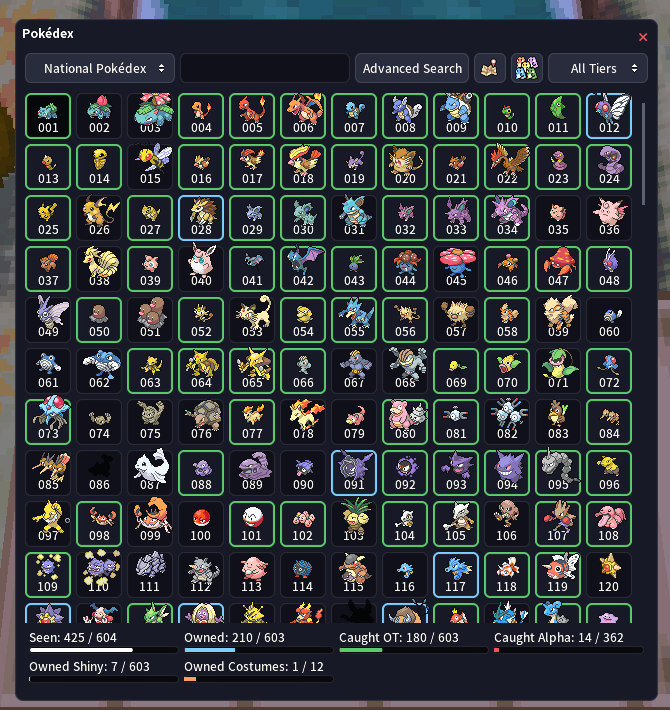 Pokédex
×
National Pokédex Advanced Search All Tiers
001 002 003 004 005 006 007 008 009 010 011 012
013 014 015 016 017 018 019 020 021 022 023 024
025 026 027 028 029 030 031 032 033 034 035 036
037 038 039 040 041 042 043 044 045 046 047 048
049 050 051 052 053 054 055 056 057 058 059 060
061 062 063 064 065 066 067 068 069 070 071 072
073 074 075 076 077 078 079 080 081 082 083 084
085 086 087 088 089 090 091 092 093 094 095 096
097 098 099 100 101 102 103 104 105 106 107 108
109 110 111 112 113 114 115 116 117 118 119 120
Seen: 425 / 604 Owned: 210 / 603 Caught OT: 180 / 603 Caught Alpha: 14 / 362
Owned Shiny: 7 / 603 Owned Costumes: 1 / 12